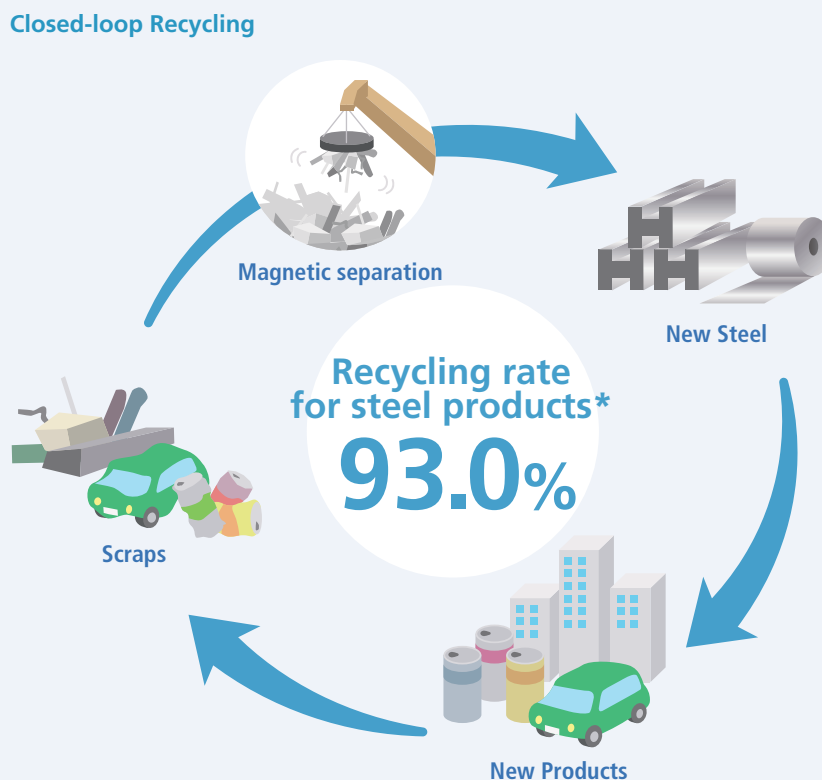 Closed-loop Recycling
Magnetic separation
New Steel
Recycling rate
for steel products*
93.0%
Scraps
New Products